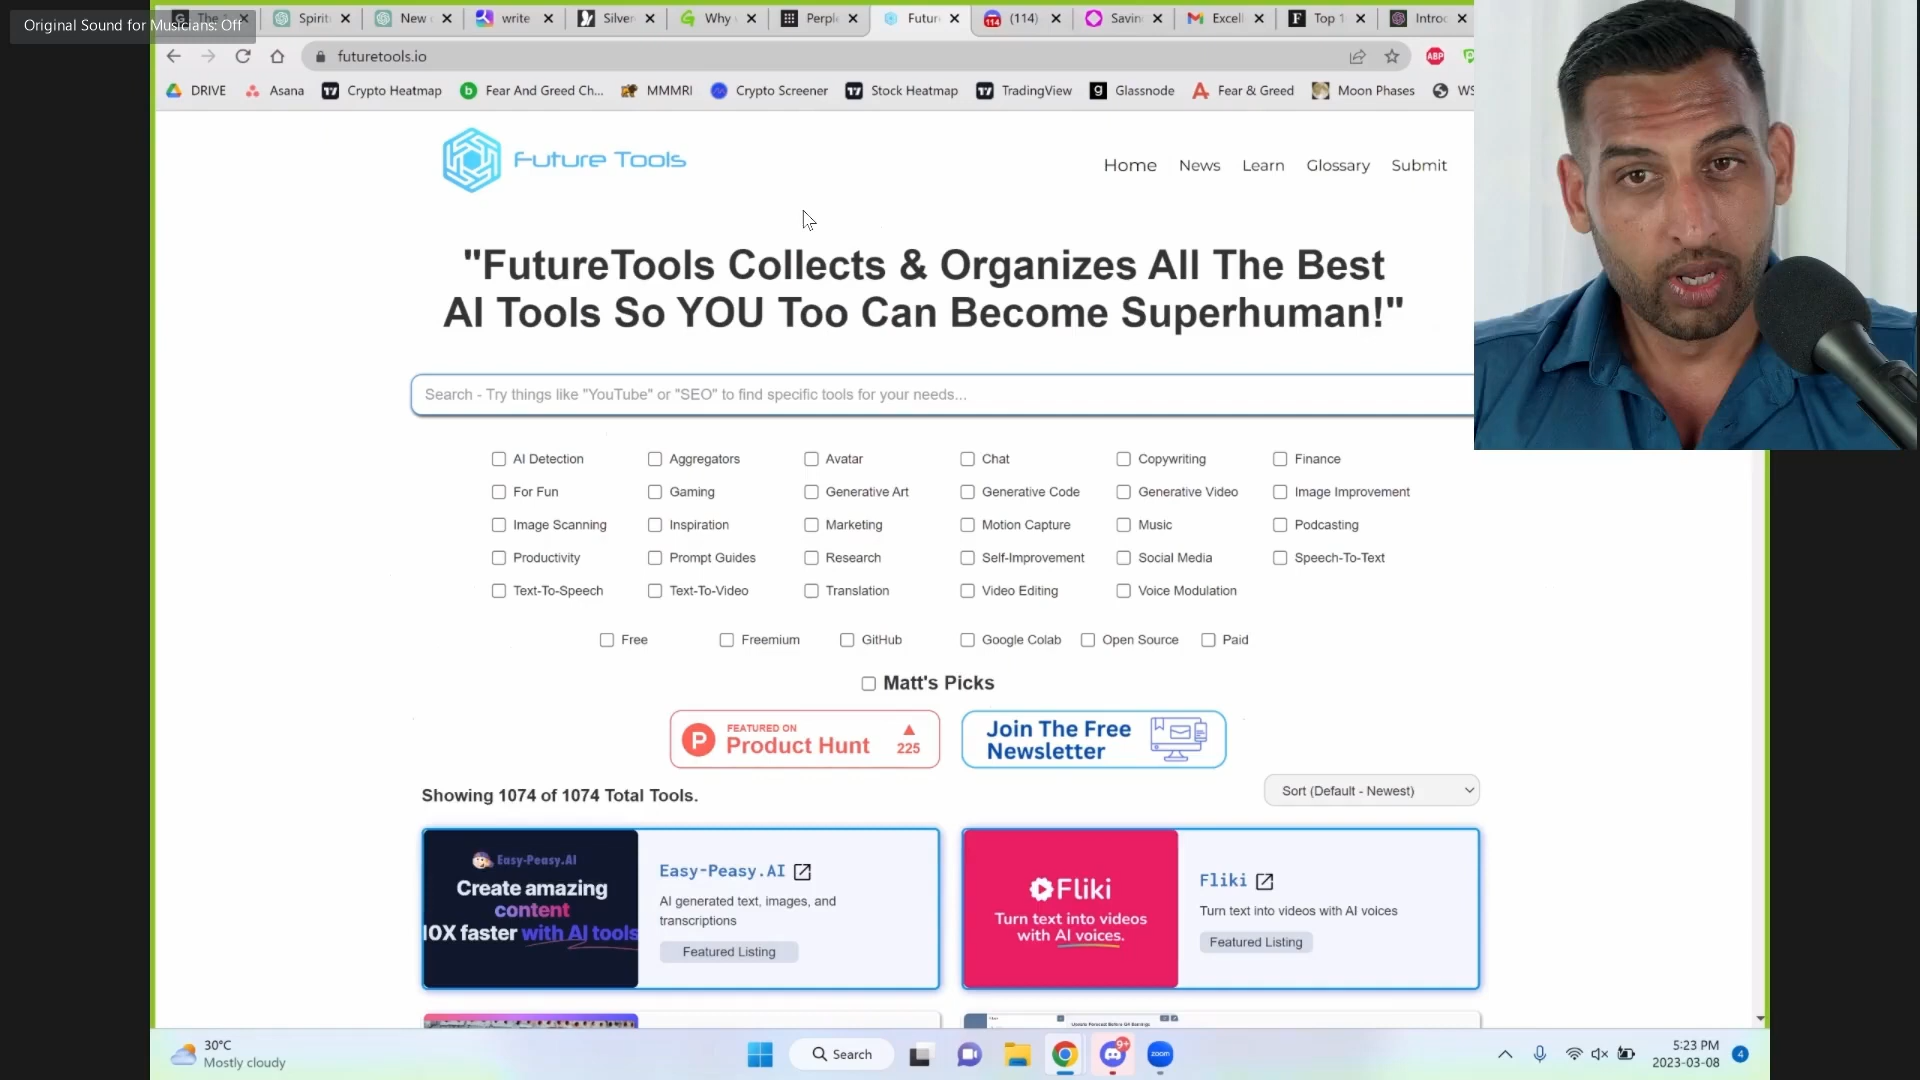 Original Sound for Musicians: Off
Spirit
New
write
Silver
Why
Perple
Future
(114)
Savin
Excell
Top 1
Introd
futuretools.io
ABP
DRIVE
Asana
Crypto Heatmap
Fear And Greed Ch...
MMMRI
Crypto Screener
Stock Heatmap
TradingView
Glassnode
Fear & Greed
Moon Phases
Future Tools
Home
News
Learn
Glossary
Submit
"FutureTools Collects & Organizes All The Best
AI Tools So YOU Too Can Become Superhuman!"
Search - Try things like "YouTube" or "SEO" to find specific tools for your needs...
AI Detection
Aggregators
Avatar
Chat
Copywriting
Finance
For Fun
Gaming
Generative Art
Generative Code
Generative Video
Image Improvement
Image Scanning
Inspiration
Marketing
Motion Capture
Music
Podcasting
Productivity
Prompt Guides
Research
Self-Improvement
Social Media
Speech-To-Text
Text-To-Speech
Text-To-Video
Translation
Video Editing
Voice Modulation
Free
Freemium
GitHub
Google Colab
Open Source
Paid
Matt's Picks
P
FEATURED ON
Product Hunt
225
Join The Free
Newsletter
Showing 1074 of 1074 Total Tools.
Sort (Default - Newest)
Easy-Peasy.AI
Create amazing
content
10X faster with AI tools
Easy-Peasy.AI
AI generated text, images, and
transcriptions
Featured Listing
Fliki
Turn text into videos
with AI voices.
Fliki
Turn text into videos with AI voices
Featured Listing
30°C
Mostly cloudy
Search
9+
zoom
5:23 PM
2023-03-08
4